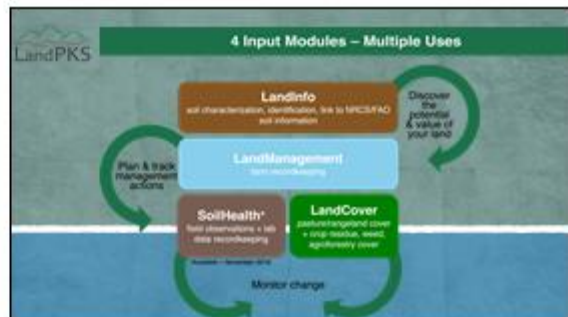 LandPKS
4 Input Modules – Multiple Uses
LandInfo
soil characterization, identification, link to NRCS/FAO
soil information
Discover
the
potential
& value of
your land
LandManagement
farm recordkeeping
Plan & track
management
actions
SoilHealth*
field observations + lab
data recordkeeping
LandCover
pasture/rangeland cover
+ crop residue, weed,
agroforestry cover
Monitor change